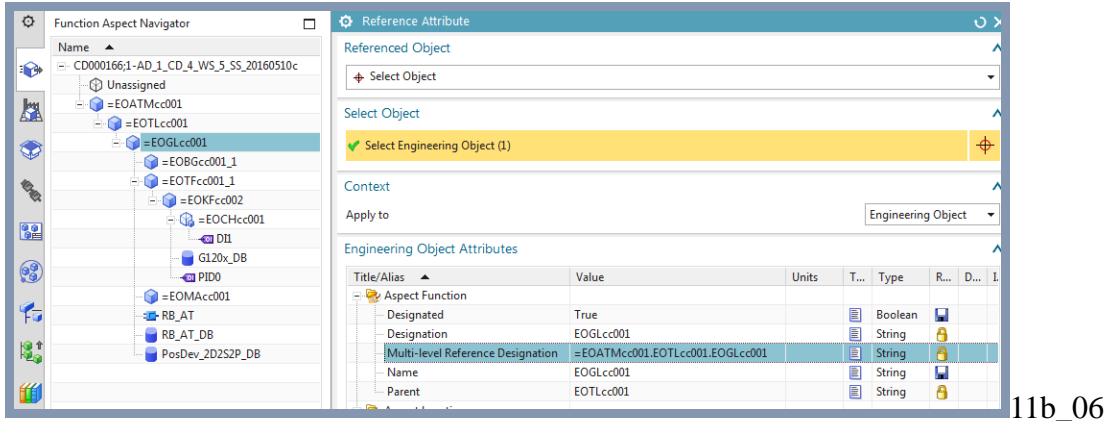 Function Aspect Navigator
Name
CD000166;1-AD_1_CD_4_WS_5_SS_20160510c
Unassigned
=EOATMcc001
=EOTLcc001
=EOGLcc001
=EOBGcc001_1
=EOTFcc001_1
=EOKFcc002
=EOCHcc001
DI1
G120x_DB
PID0
=EOMAcc001
RB_AT
RB_AT_DB
PosDev_2D2S2P_DB
Reference Attribute
Referenced Object
Select Object
Select Object
Select Engineering Object (1)
Context
Apply to Engineering Object
Engineering Object Attributes
Title/Alias Value Units T... Type R... D... I.
Aspect Function
Designated True Boolean
Designation EOGLcc001 String
Multi-level Reference Designation =EOATMcc001.EOTLcc001.EOGLcc001 String
Name EOGLcc001 String
Parent EOTLcc001 String
11b_06